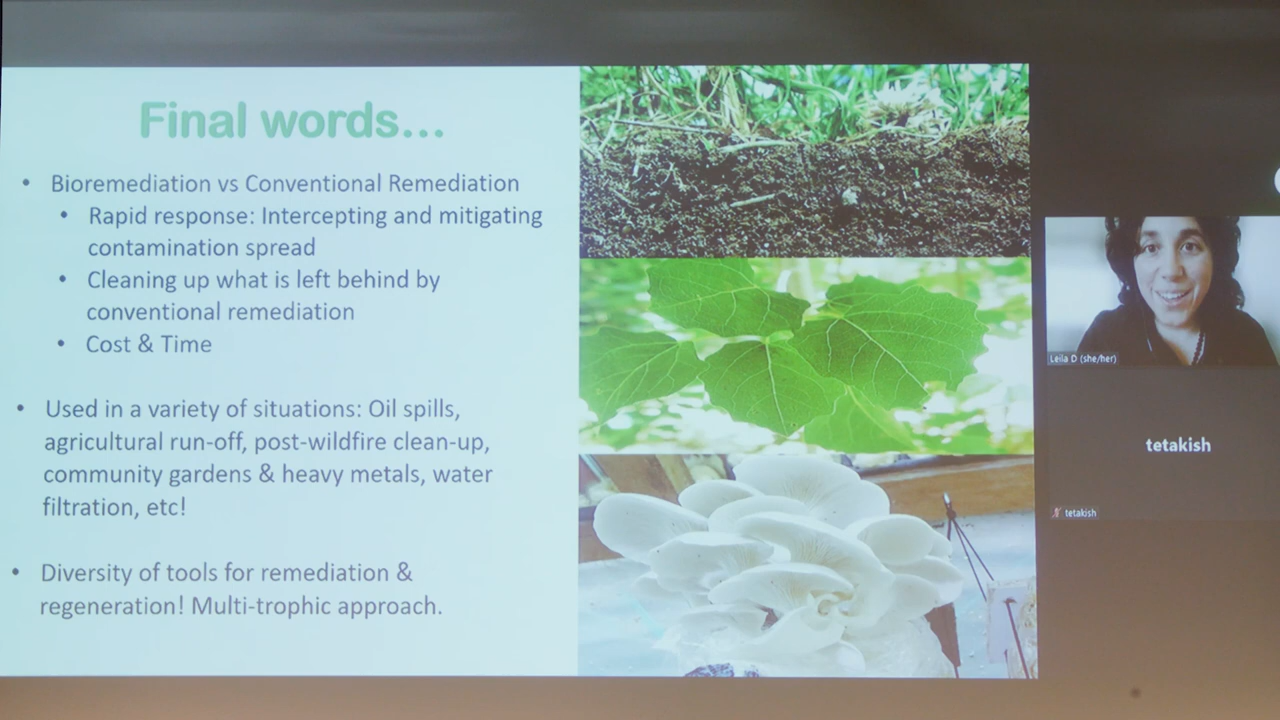 Final words...
• Bioremediation vs Conventional Remediation
• Rapid response: Intercepting and mitigating
contamination spread
• Cleaning up what is left behind by
conventional remediation
• Cost & Time
• Used in a variety of situations: Oil spills,
agricultural run-off, post-wildfire clean-up,
community gardens & heavy metals, water
filtration, etc!
• Diversity of tools for remediation &
regeneration! Multi-trophic approach.
Leila D (she/her)
tetakish
tetakish